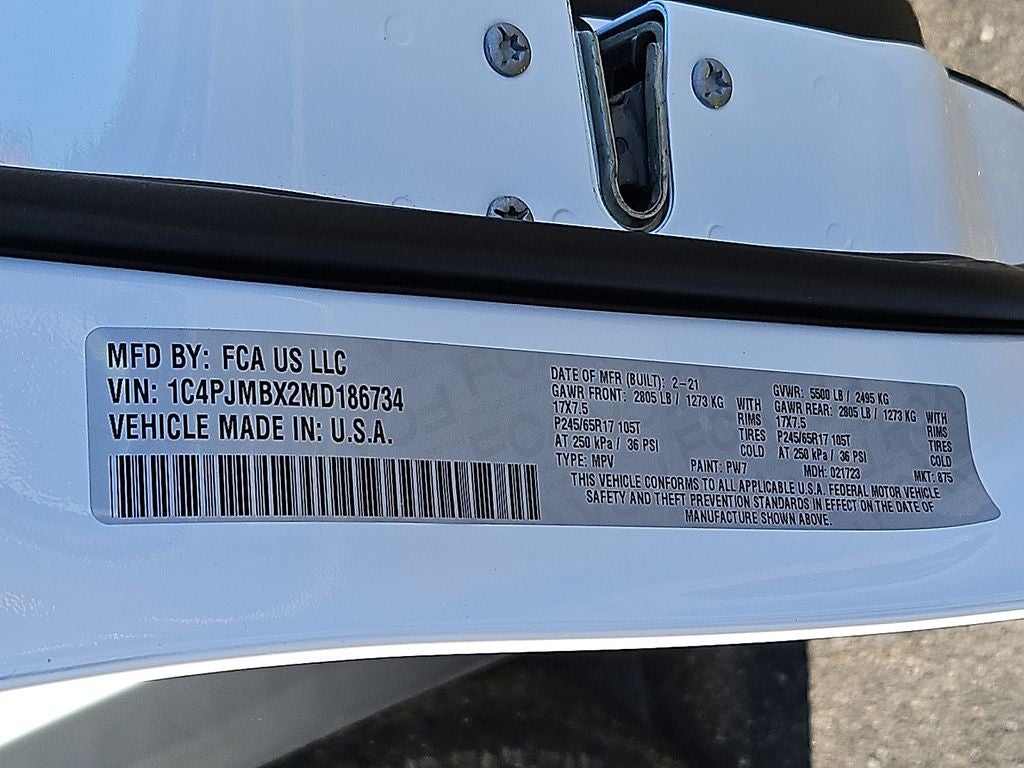 MFD BY: FCA US LLC
VIN: 1C4PJMBX2MD186734
VEHICLE MADE IN: U.S.A.
DATE OF MFR (BUILT): 2-21 GVWR: 5500 LB / 2495 KG
GAWR FRONT: 2805 LB / 1273 KG WITH GAWR REAR: 2805 LB / 1273 KG WITH
17X7.5 RIMS 17X7.5 RIMS
P245/65R17 105T TIRES P245/65R17 105T TIRES
AT 250 kPa / 36 PSI COLD AT 250 kPa / 36 PSI COLD
TYPE: MPV PAINT: PW7 MDH: 021723 MKT: 875
THIS VEHICLE CONFORMS TO ALL APPLICABLE U.S.A. FEDERAL MOTOR VEHICLE
SAFETY AND THEFT PREVENTION STANDARDS IN EFFECT ON THE DATE OF
MANUFACTURE SHOWN ABOVE.